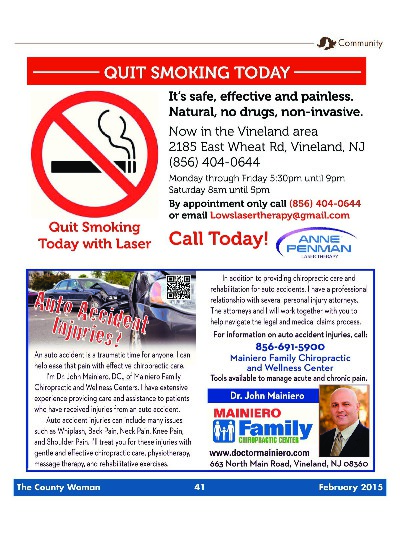 Community
QUIT SMOKING TODAY
It's safe, effective and painless.
Natural, no drugs, non-invasive.
Now in the Vineland area
2185 East Wheat Rd, Vineland, NJ
(856) 404-0644
Monday through Friday 5:30pm until 9pm
Saturday 8am until 5pm
By appointment only call (856) 404-0644
or email Lowslasertherapy@gmail.com
Quit Smoking
Today with Laser
Call Today!
ANNE
PENMAN
LASER THERAPY
Auto Accident
Injuries?
An auto accident is a traumatic time for anyone. I can
help ease that pain with effective chiropractic care.
I'm Dr. John Mainiero, DC., of Mainiero Family
Chiropractic and Wellness Centers. I have extensive
experience providing care and assistance to patients
who have received injuries from an auto accident.
Auto accident injuries can include many issues
such as Whiplash, Back Pain, Neck Pain, Knee Pain,
and Shoulder Pain. I'll treat you for these injuries with
gentle and effective chiropractic care, physiotherapy,
massage therapy, and rehabilitative exercises.
In addition to providing chiropractic care and
rehabilitation for auto accidents, I have a professional
relationship with several personal injury attorneys.
The attorneys and I will work together with you to
help navigate the legal and medical claims process.
For information on auto accident injuries, call:
856-691-5900
Mainiero Family Chiropractic
and Wellness Center
Tools available to manage acute and chronic pain.
Dr. John Mainiero
MAINIERO
Family
CHIROPRACTIC CENTER
www.doctormainiero.com
663 North Main Road, Vineland, NJ 08360
The County Woman
41
February 2015